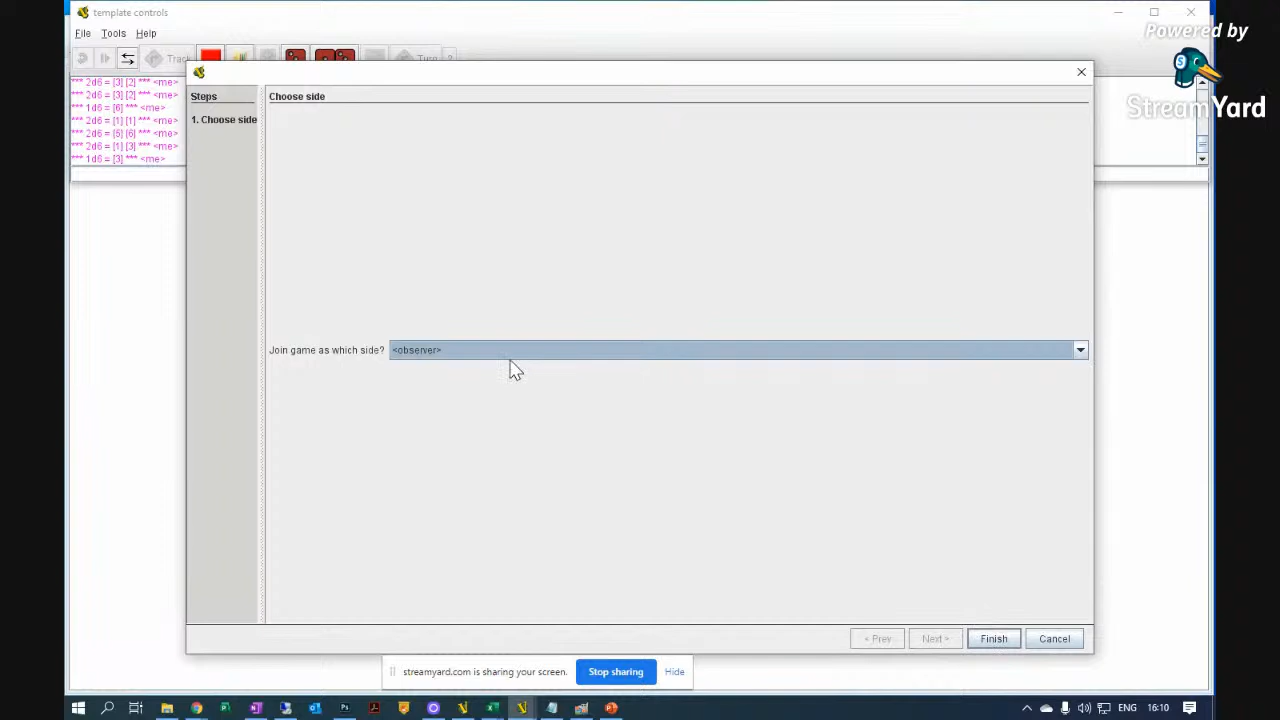 template controls
Powered by
File Tools Help
Track
Turn
StreamYard
*** 2d6 = [3] [2] *** <me>
*** 2d6 = [3] [2] *** <me>
*** 1d6 = [6] *** <me>
*** 2d6 = [1] [1] *** <me>
*** 2d6 = [5] [6] *** <me>
*** 2d6 = [1] [3] *** <me>
*** 1d6 = [3] *** <me>
Steps
1. Choose side
Choose side
Join game as which side? <observer>
< Prev Next > Finish Cancel
streamyard.com is sharing your screen. Stop sharing Hide
ENG 16:10